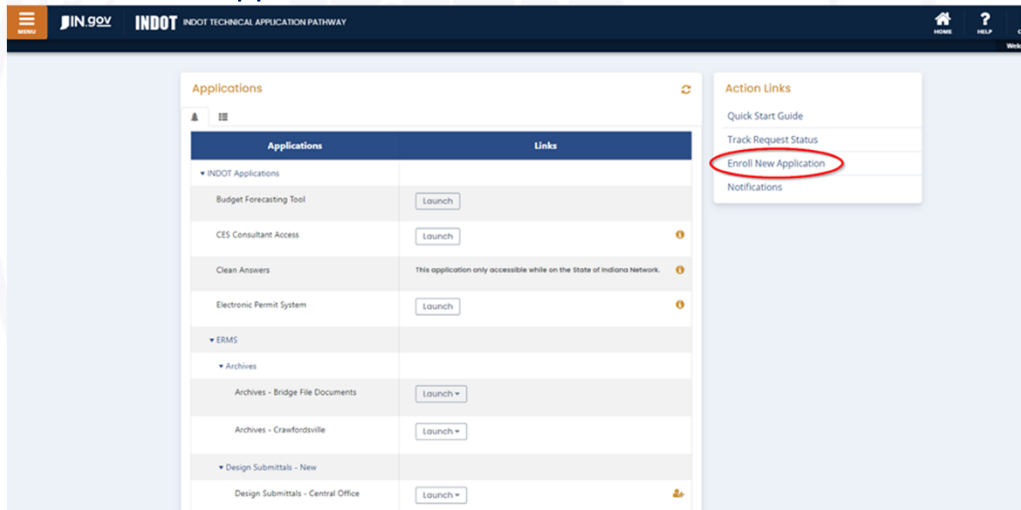 IN.gov INDOT INDOT TECHNICAL APPLICATION PATHWAY
MENU HOME HELP
Applications
Applications Links
INDOT Applications
Budget Forecasting Tool Launch
CES Consultant Access Launch
Clean Answers This application only accessible while on the State of Indiana Network.
Electronic Permit System Launch
ERMS
Archives
Archives - Bridge File Documents Launch
Archives - Crawfordsville Launch
Design Submittals - New
Design Submittals - Central Office Launch
Action Links
Quick Start Guide
Track Request Status
Enroll New Application
Notifications